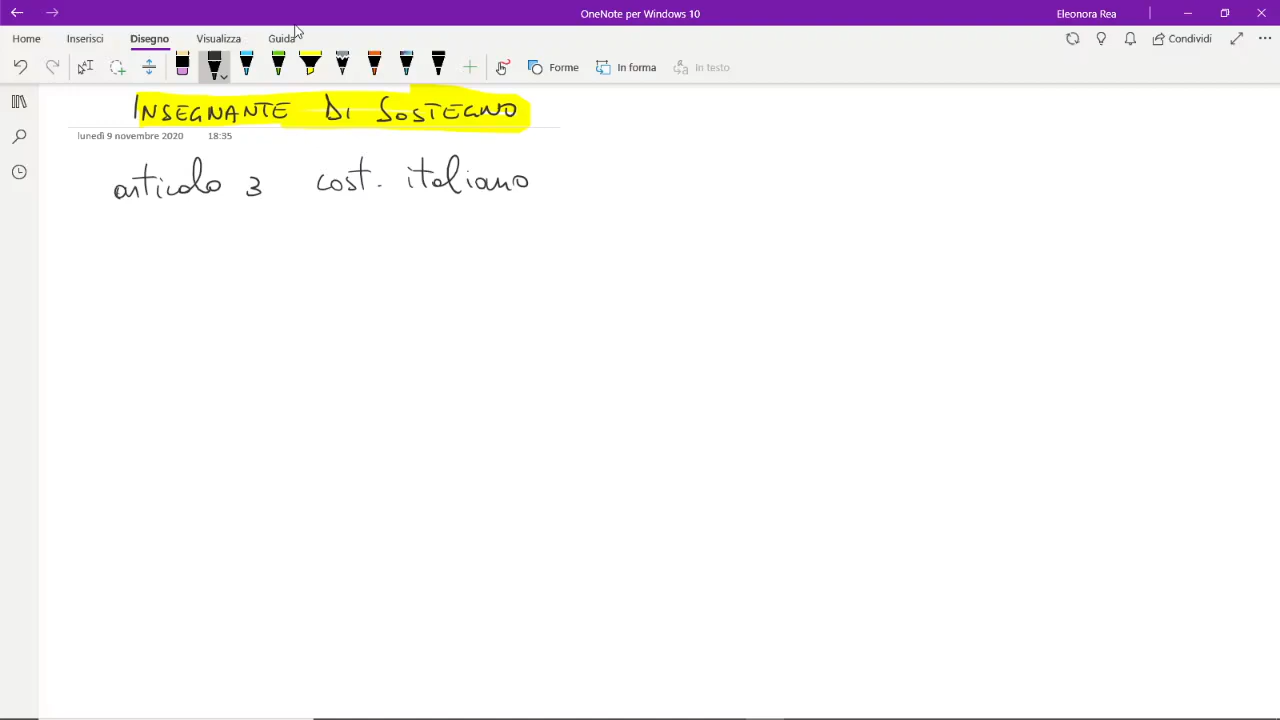 OneNote per Windows 10
Eleonora Rea
Home Inserisci Disegno Visualizza Guida
Condividi
Forme In forma In testo
INSEGNANTE DI SOSTEGNO
lunedì 9 novembre 2020 18:35
articolo 3 cost. italiano